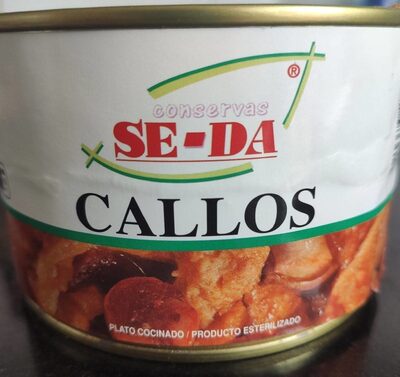 ®
conservas
SE-DA
CALLOS
PLATO COCINADO / PRODUCTO ESTERILIZADO